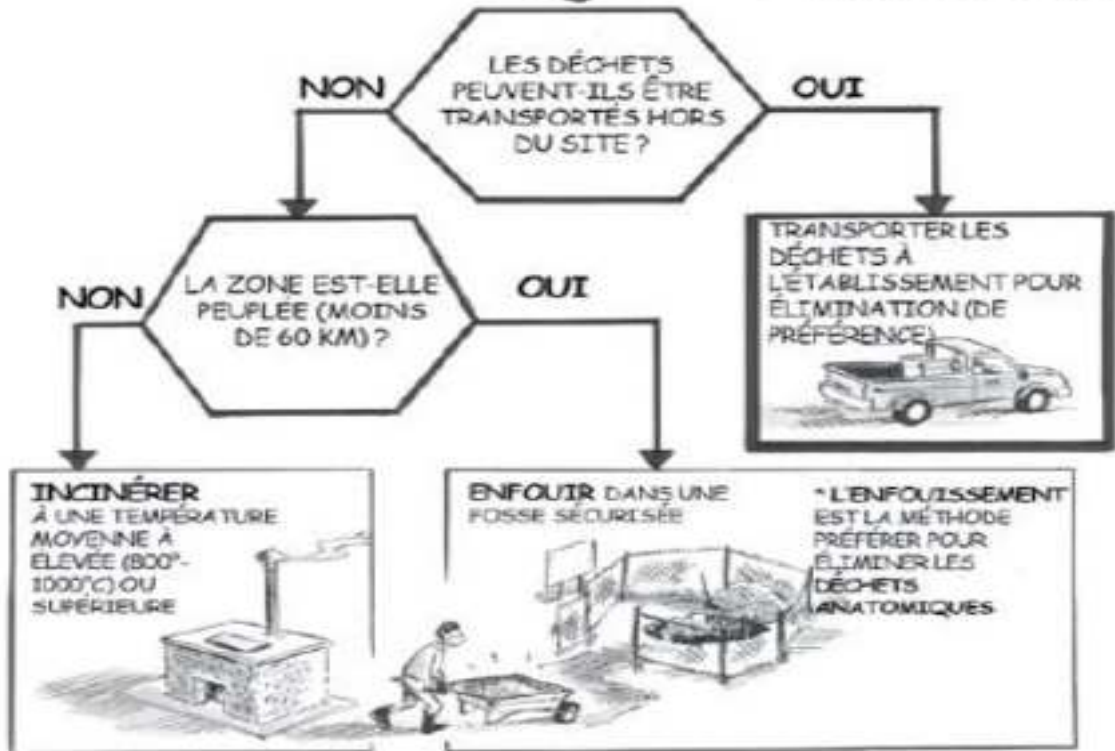 NON
LES DÉCHETS
PEUVENT-ILS ÊTRE
TRANSPORTÉS HORS
DU SITE ?
OUI
NON
LA ZONE EST-ELLE
PEUPLÉE (MOINS
DE 60 KM) ?
OUI
TRANSPORTER LES
DÉCHETS À
L'ÉTABLISSEMENT POUR
ÉLIMINATION (DE
PRÉFÉRENCE)
INCINÉRER
À UNE TEMPÉRATURE
MOYENNE À
ÉLEVÉE (800°-
1000°C) OU
SUPÉRIEURE
ENFOUIR DANS UNE
FOSSE SÉCURISÉE
* L'ENFOUISSEMENT
EST LA MÉTHODE
PRÉFÉRER POUR
ÉLIMINER LES
DÉCHETS
ANATOMIQUES